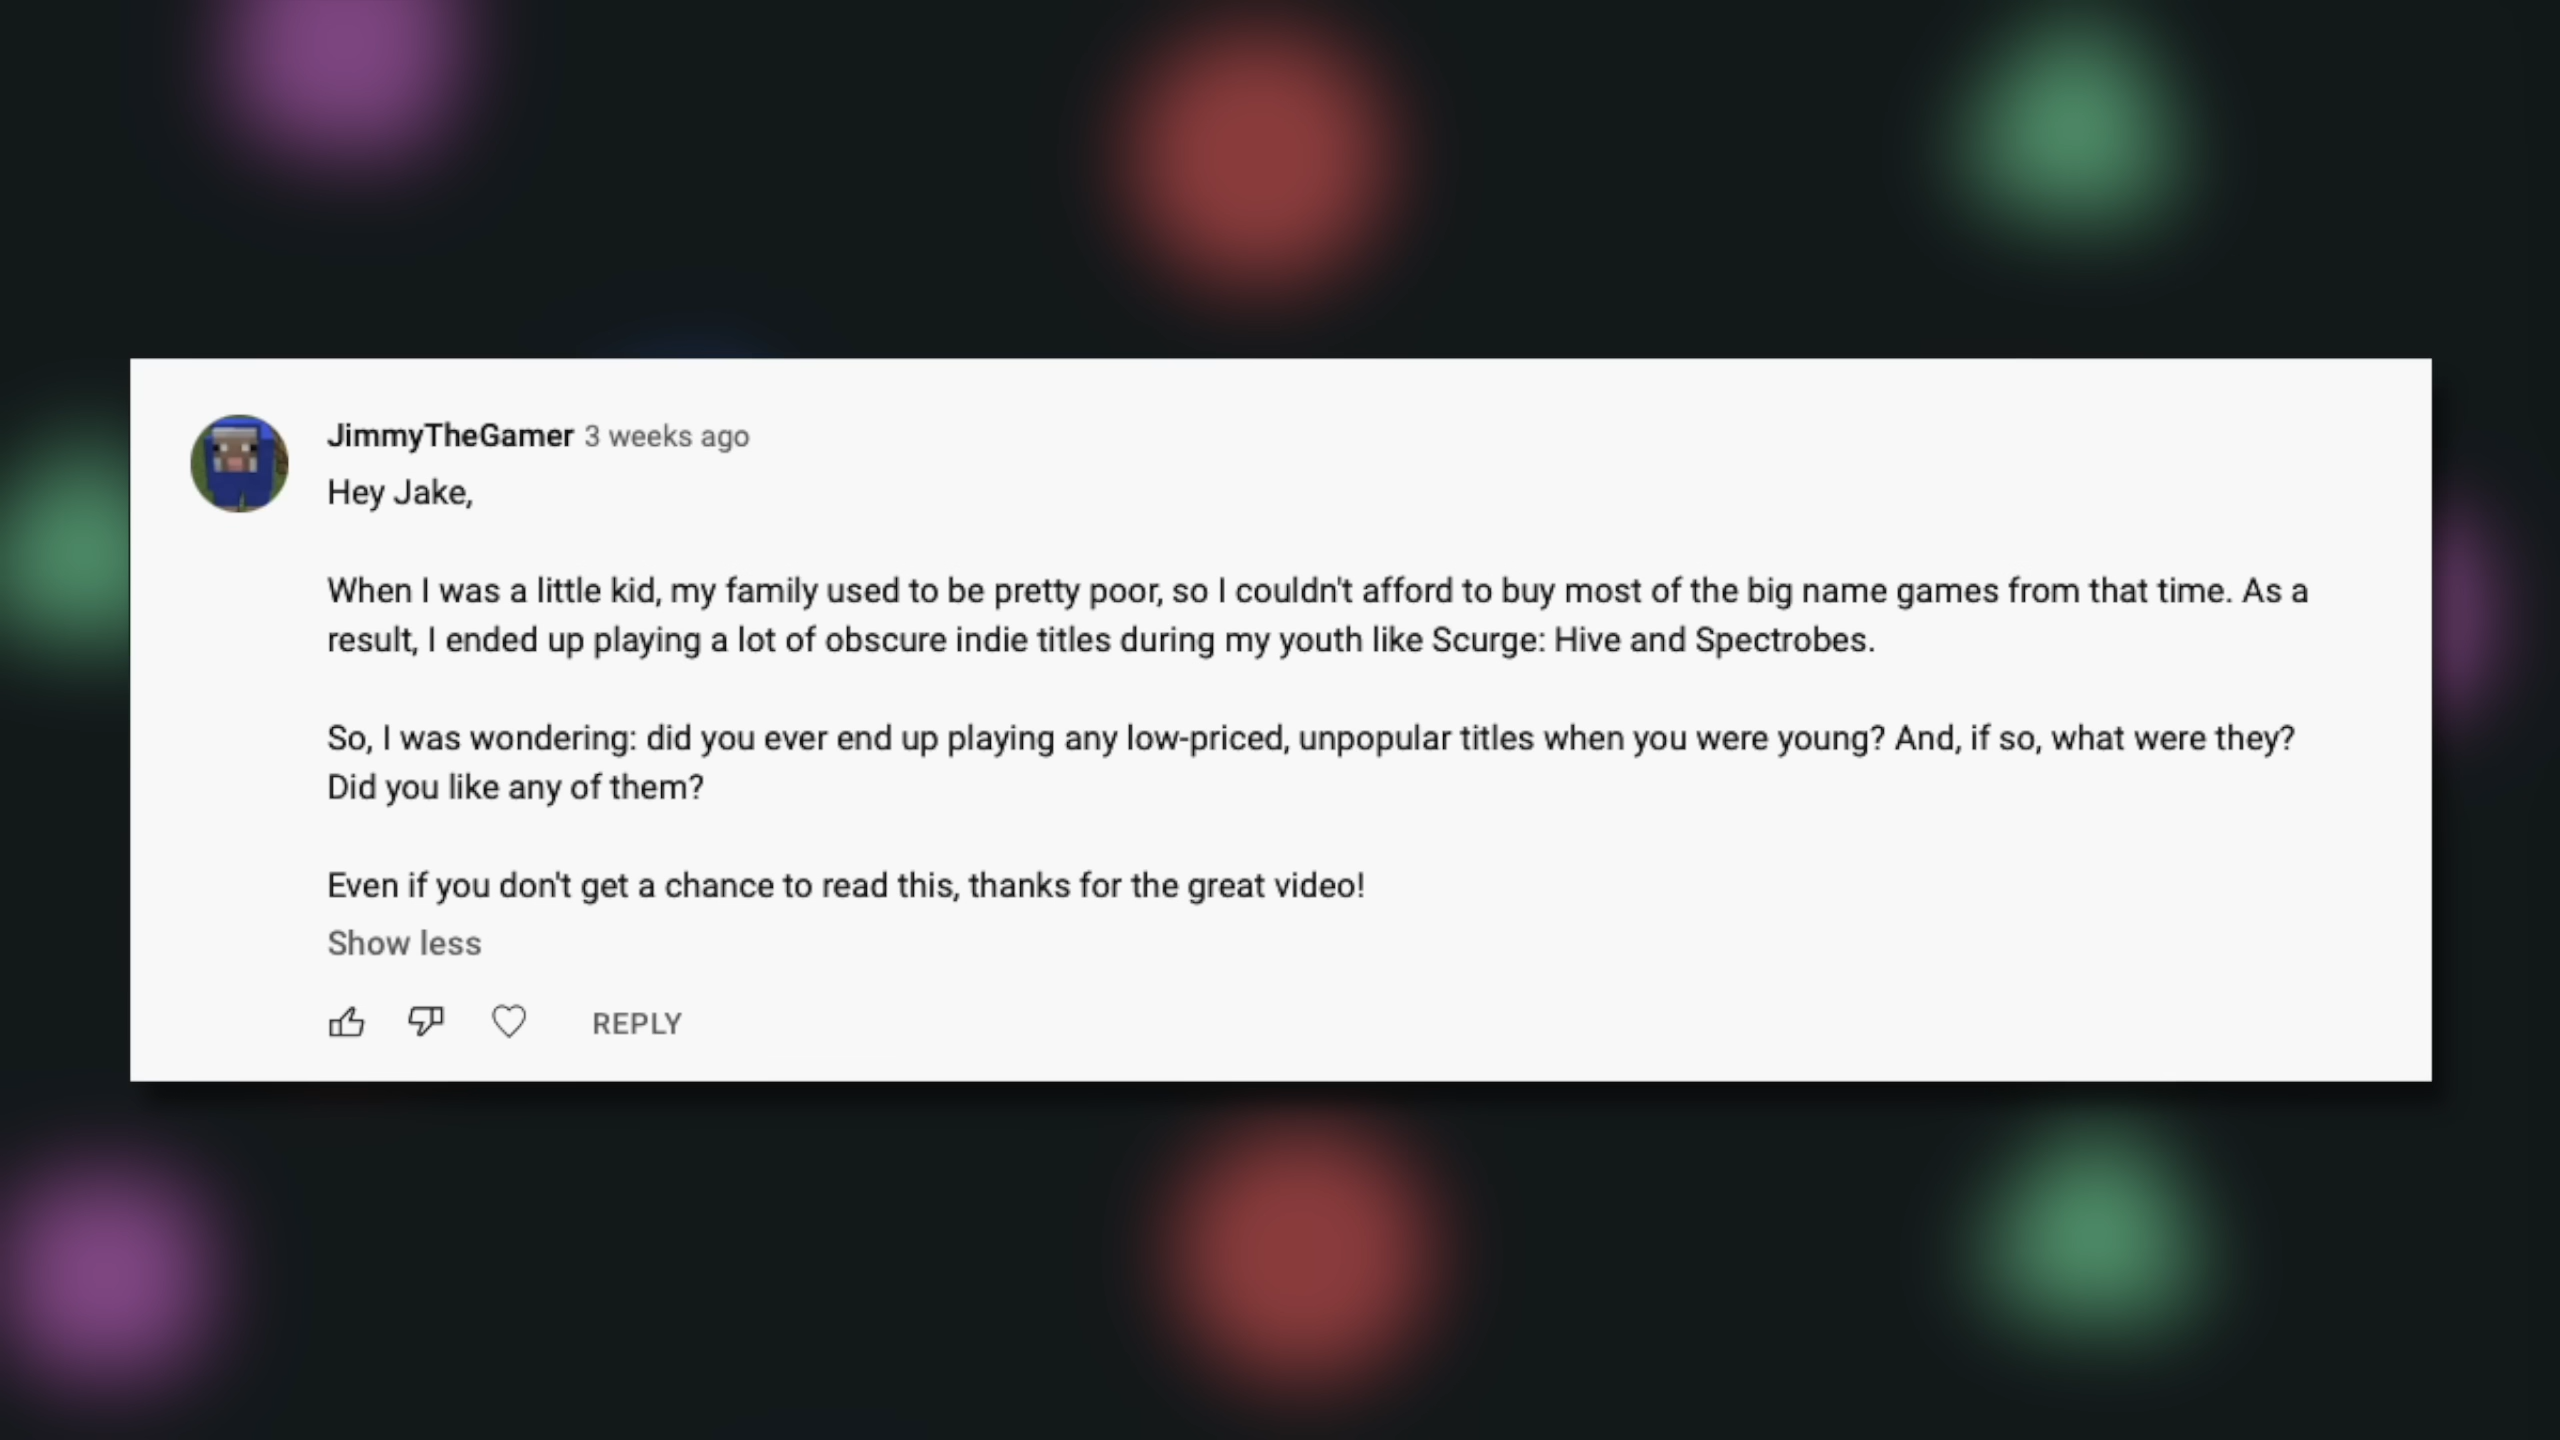 JimmyTheGamer 3 weeks ago
Hey Jake,
When I was a little kid, my family used to be pretty poor, so I couldn't afford to buy most of the big name games from that time. As a
result, I ended up playing a lot of obscure indie titles during my youth like Scurge: Hive and Spectrobes.
So, I was wondering: did you ever end up playing any low-priced, unpopular titles when you were young? And, if so, what were they?
Did you like any of them?
Even if you don't get a chance to read this, thanks for the great video!
Show less
REPLY